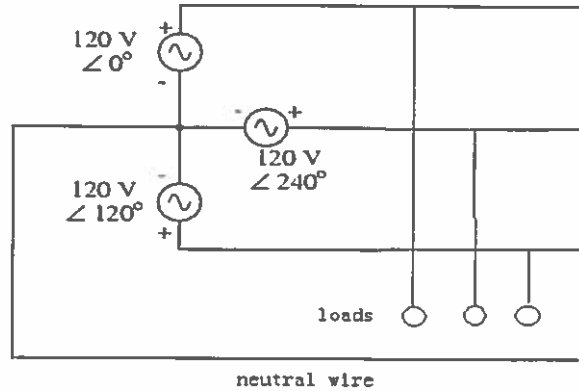 120 V
∠ 0°
+
-
- +
120 V
∠ 240°
-
120 V
∠ 120°
+
loads
neutral wire